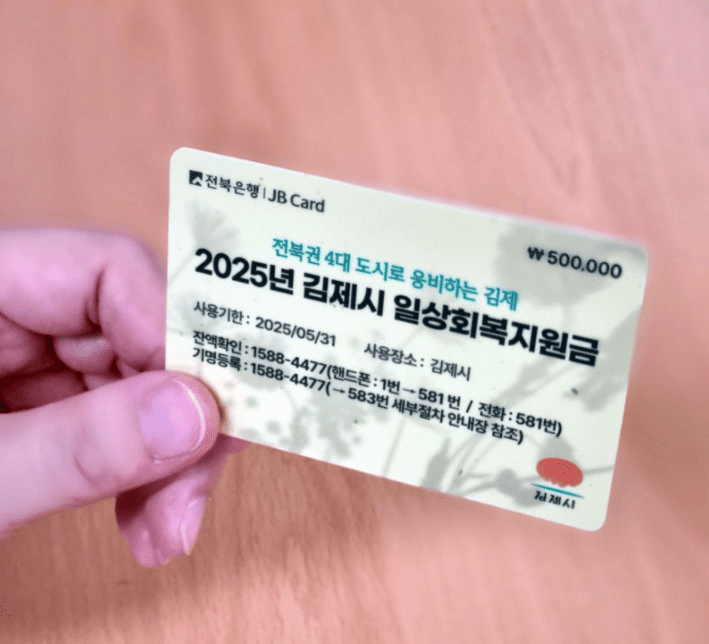 전북은행 | JB Card
₩500,000
전북권 4대 도시로 웅비하는 김제
2025년 김제시 일상회복지원금
사용기한 : 2025/05/31 사용장소 : 김제시
잔액확인 : 1588-4477(핸드폰 : 1번 → 581 번 / 전화 : 581번)
기명등록 : 1588-4477( → 583번 세부절차 안내장 참조)
김제시